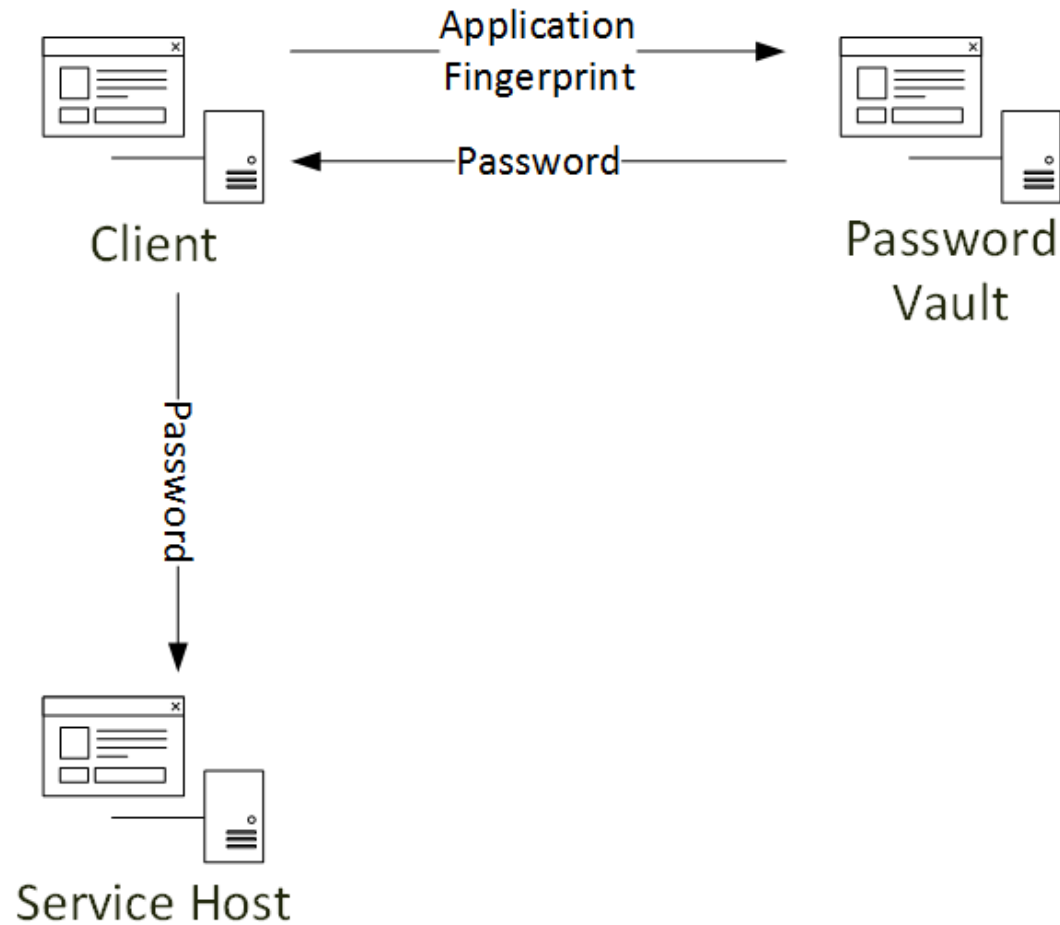 Application
Fingerprint
Password
Client
Password
Vault
Password
Service Host